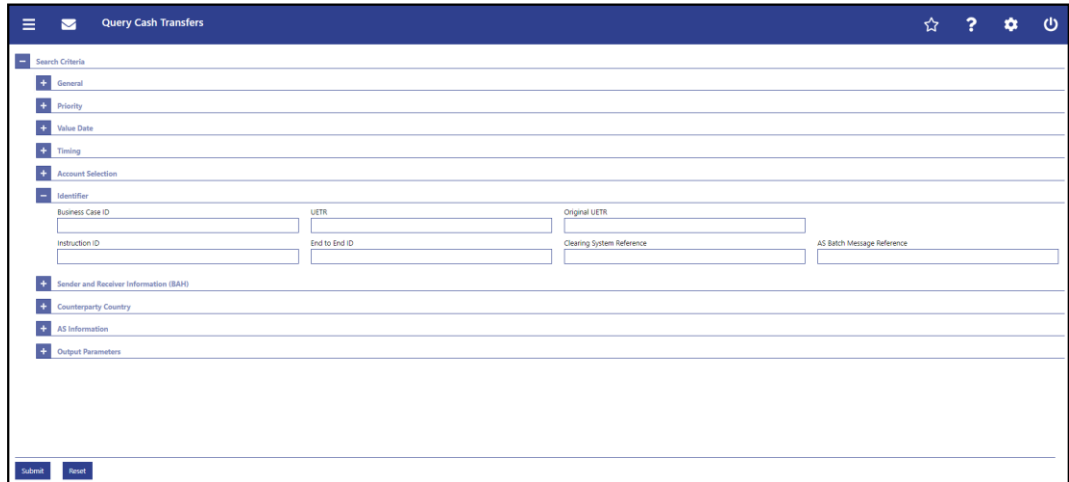 Query Cash Transfers
Search Criteria
General
Priority
Value Date
Timing
Account Selection
Identifier
Business Case ID UETR Original UETR
Instruction ID End to End ID Clearing System Reference AS Batch Message Reference
Sender and Receiver Information (BAH)
Counterparty Country
AS Information
Output Parameters
Submit Reset